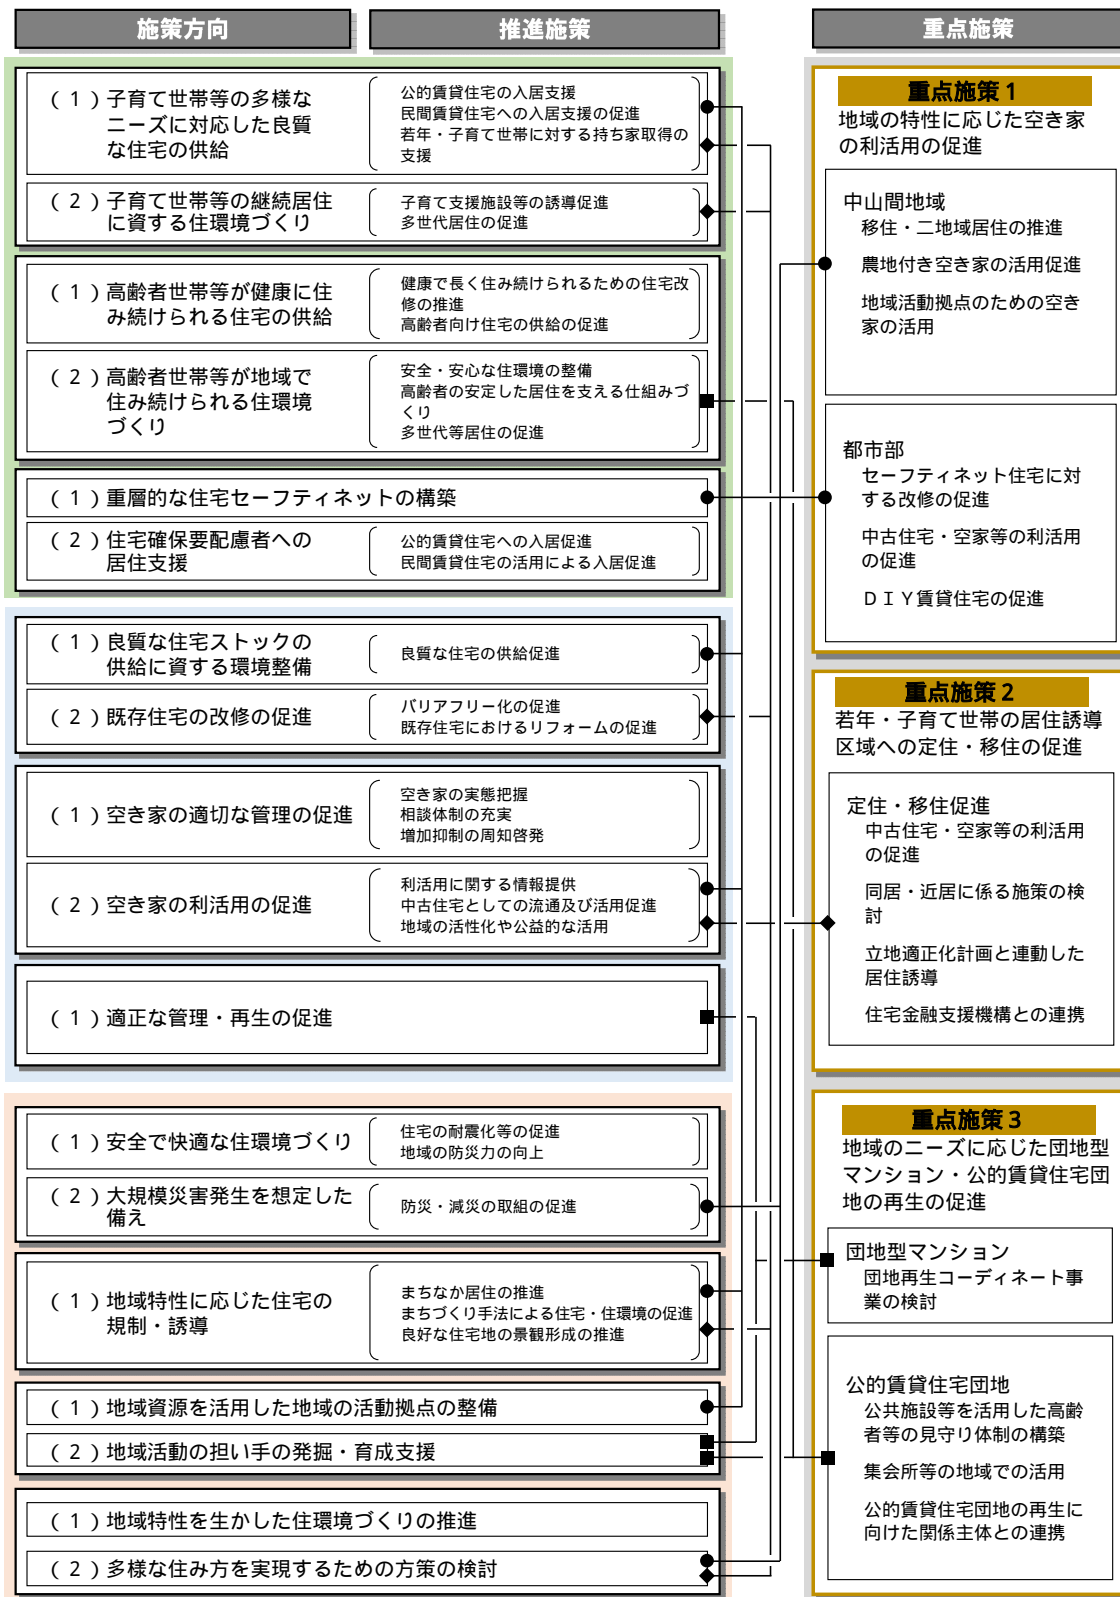 施策方向
推進施策
重点施策
(1)子育て世帯等の多様な
ニーズに対応した良質
な住宅の供給
公的賃貸住宅の入居支援
民間賃貸住宅への入居支援の促進
若年・子育て世帯に対する持ち家取得の
支援
(2)子育て世帯等の継続居住
に資する住環境づくり
子育て支援施設等の誘導促進
多世代居住の促進
(1)高齢者世帯等が健康に住
み続けられる住宅の供給
健康で長く住み続けられるための住宅改
修の推進
高齢者向け住宅の供給の促進
(2)高齢者世帯等が地域で
住み続けられる住環境
づくり
安全・安心な住環境の整備
高齢者の安定した居住を支える仕組みづ
くり
多世代等居住の促進
(1)重層的な住宅セーフティネットの構築
(2)住宅確保要配慮者への
居住支援
公的賃貸住宅への入居促進
民間賃貸住宅の活用による入居促進
(1)良質な住宅ストックの
供給に資する環境整備
良質な住宅の供給促進
(2)既存住宅の改修の促進
バリアフリー化の促進
既存住宅におけるリフォームの促進
(1)空き家の適切な管理の促進
空き家の実態把握
相談体制の充実
増加抑制の周知啓発
(2)空き家の利活用の促進
利活用に関する情報提供
中古住宅としての流通及び活用促進
地域の活性化や公益的な活用
(1)適正な管理・再生の促進
(1)安全で快適な住環境づくり
住宅の耐震化等の促進
地域の防災力の向上
(2)大規模災害発生を想定した
備え
防災・減災の取組の促進
(1)地域特性に応じた住宅の
規制・誘導
まちなか居住の推進
まちづくり手法による住宅・住環境の促進
良好な住宅地の景観形成の推進
(1)地域資源を活用した地域の活動拠点の整備
(2)地域活動の担い手の発掘・育成支援
(1)地域特性を生かした住環境づくりの推進
(2)多様な住み方を実現するための方策の検討
重点施策1
地域の特性に応じた空き家
の利活用の促進
中山間地域
移住・二地域居住の推進
農地付き空き家の活用促進
地域活動拠点のための空き
家の活用
都市部
セーフティネット住宅に対
する改修の促進
中古住宅・空家等の利活用
の促進
DIY賃貸住宅の促進
重点施策2
若年・子育て世帯の居住誘導
区域への定住・移住の促進
定住・移住促進
中古住宅・空家等の利活用
の促進
同居・近居に係る施策の検
討
立地適正化計画と連動した
居住誘導
住宅金融支援機構との連携
重点施策3
地域のニーズに応じた団地型
マンション・公的賃貸住宅団
地の再生の促進
団地型マンション
団地再生コーディネート事
業の検討
公的賃貸住宅団地
公共施設等を活用した高齢
者等の見守り体制の構築
集会所等の地域での活用
公的賃貸住宅団地の再生に
向けた関係主体との連携